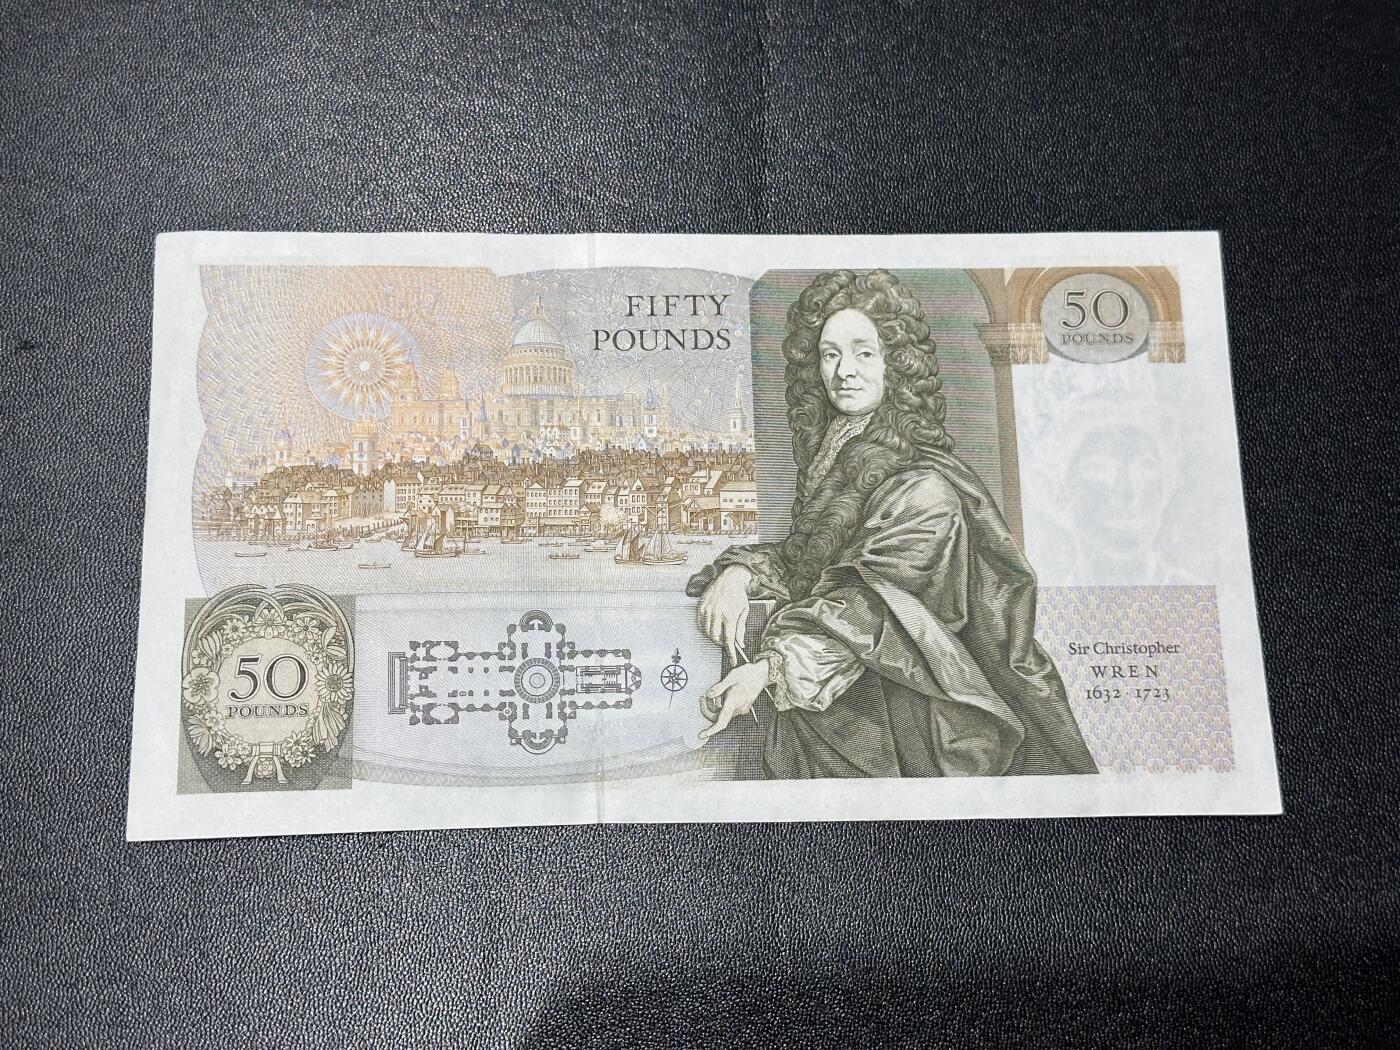 FIFTY
POUNDS
50
POUNDS
50
POUNDS
Sir Christopher
WREN
1632 · 1723